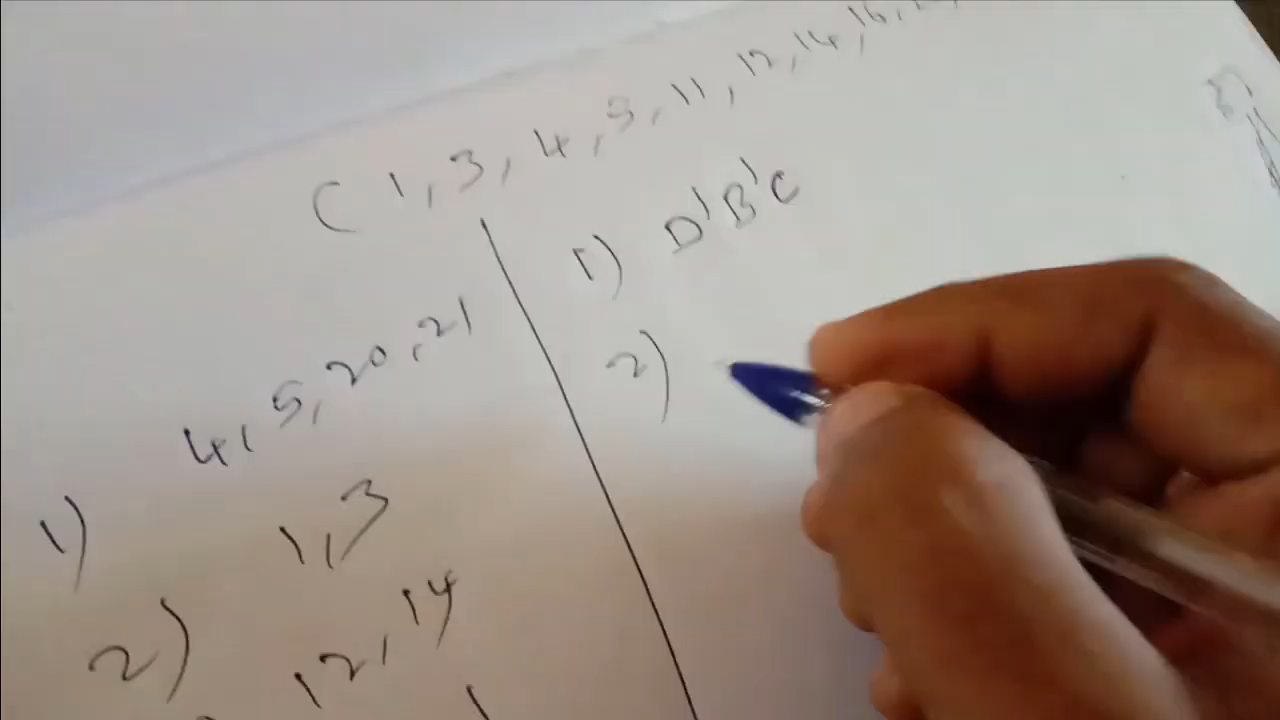 ( 1, 3, 4, 5, 11, 12, 14, 16,
4, 5, 20, 21
1)
1, 3
2)
12, 14
1) D'B'C
2)